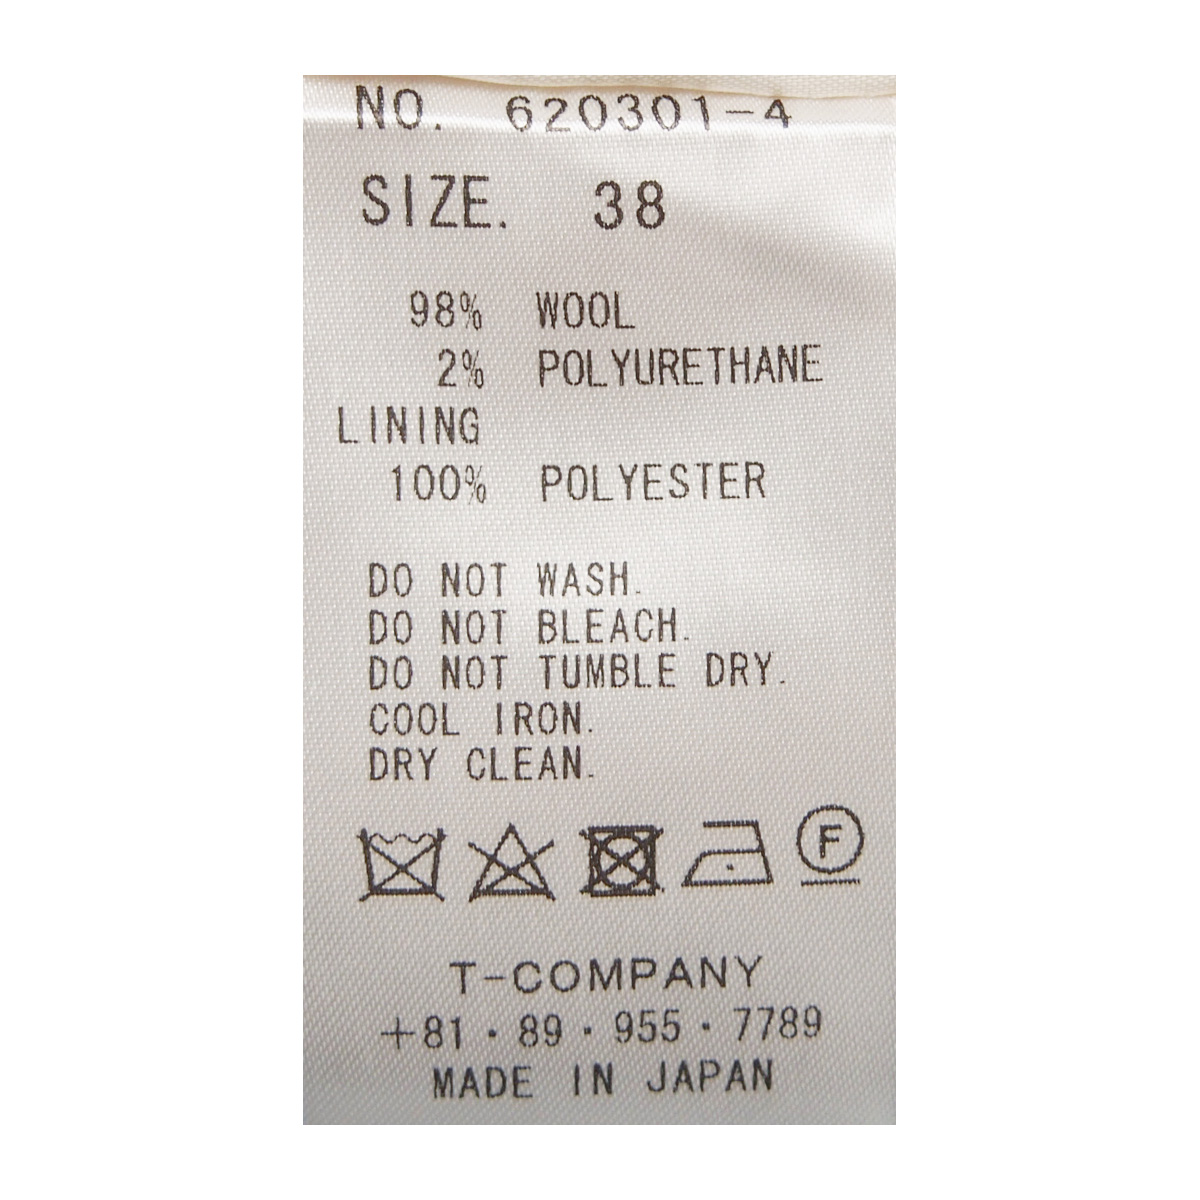 NO. 620301-4
SIZE. 38
98% WOOL
2% POLYURETHANE
LINING
100% POLYESTER
DO NOT WASH.
DO NOT BLEACH.
DO NOT TUMBLE DRY.
COOL IRON.
DRY CLEAN.
F
T-COMPANY
+81・89・955・7789
MADE IN JAPAN